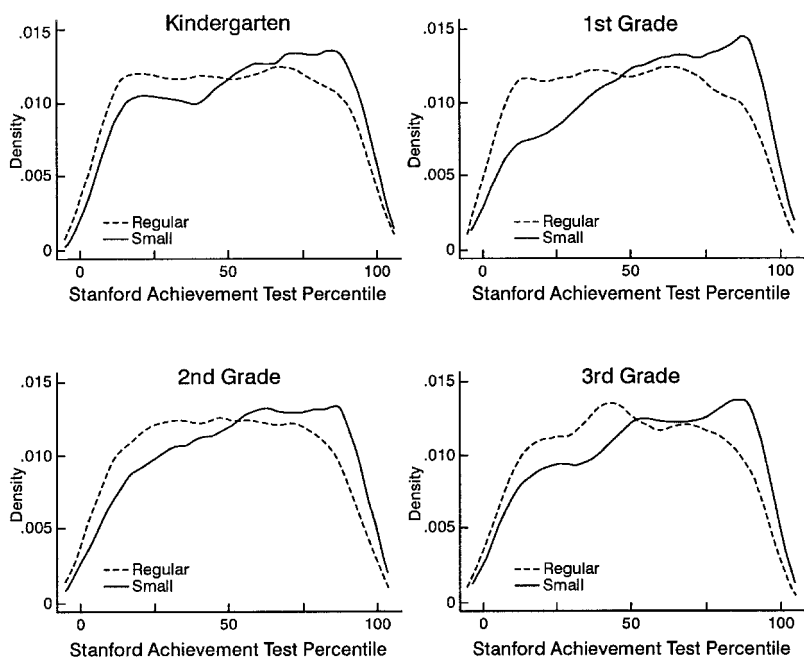 Kindergarten
.015
.010
.005
0
Density
Regular
Small
0 50 100
Stanford Achievement Test Percentile
1st Grade
.015
.010
.005
0
Density
Regular
Small
0 50 100
Stanford Achievement Test Percentile
2nd Grade
.015
.010
.005
0
Density
Regular
Small
0 50 100
Stanford Achievement Test Percentile
3rd Grade
.015
.010
.005
0
Density
Regular
Small
0 50 100
Stanford Achievement Test Percentile